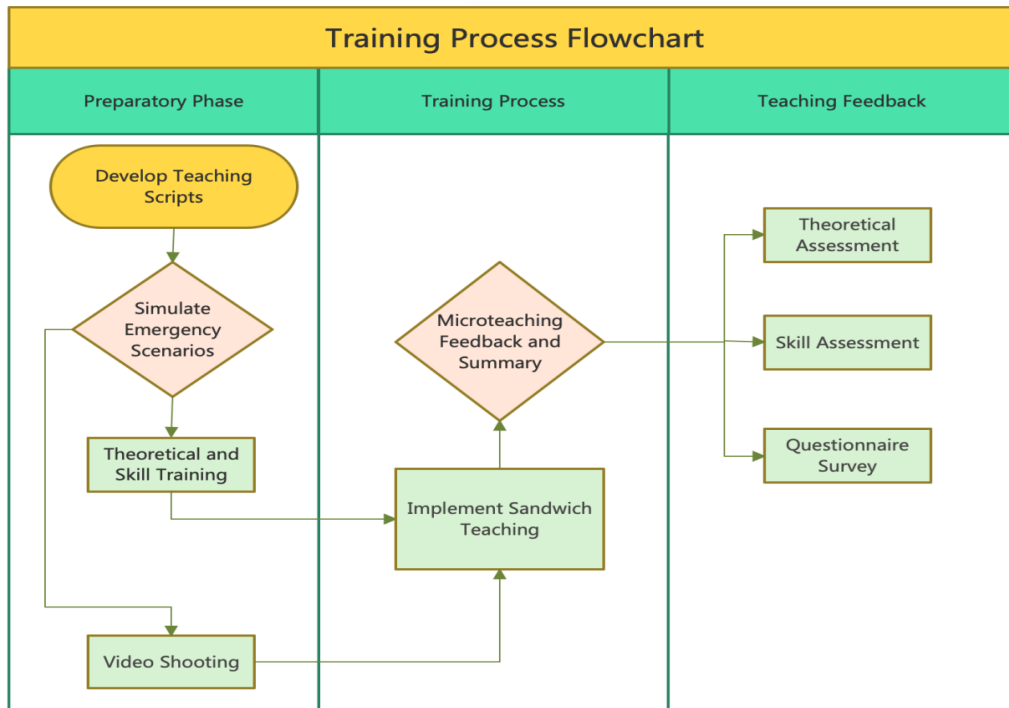 Training Process Flowchart
Preparatory Phase
Training Process
Teaching Feedback
Develop Teaching
Scripts
Simulate
Emergency
Scenarios
Theoretical and
Skill Training
Video Shooting
Microteaching
Feedback and
Summary
Implement Sandwich
Teaching
Theoretical
Assessment
Skill Assessment
Questionnaire
Survey